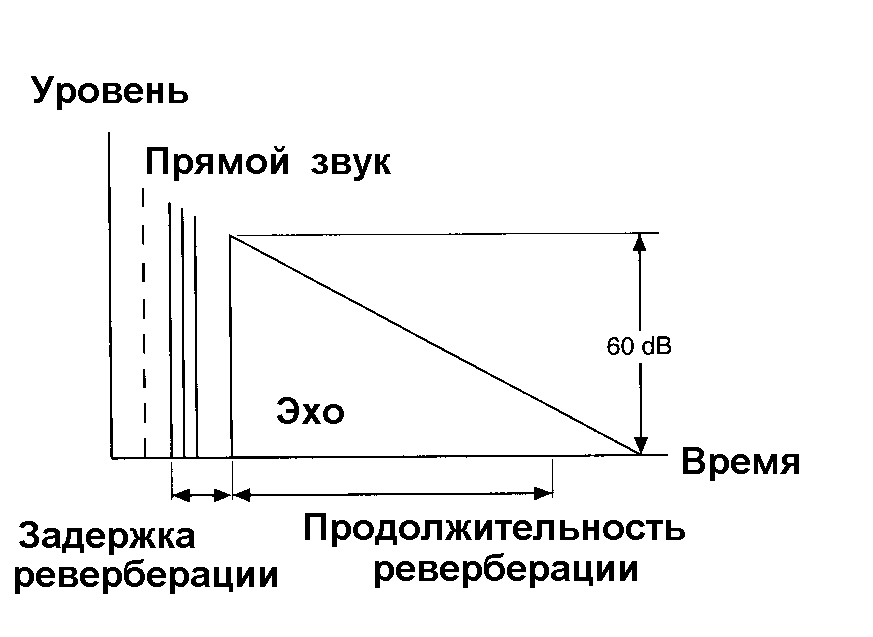 Уровень
Прямой звук
60 dB
Эхо
Время
Задержка
реверберации
Продолжительность
реверберации